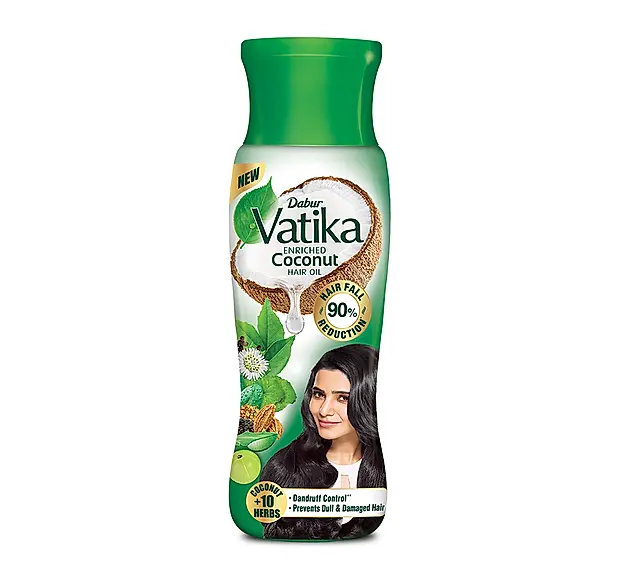 NEW
Dabur
Vatika
ENRICHED
Coconut
HAIR OIL
HAIR FALL
90%
REDUCTION
COCONUT
+10
HERBS
• Dandruff Control**
• Prevents Dull & Damaged Hair